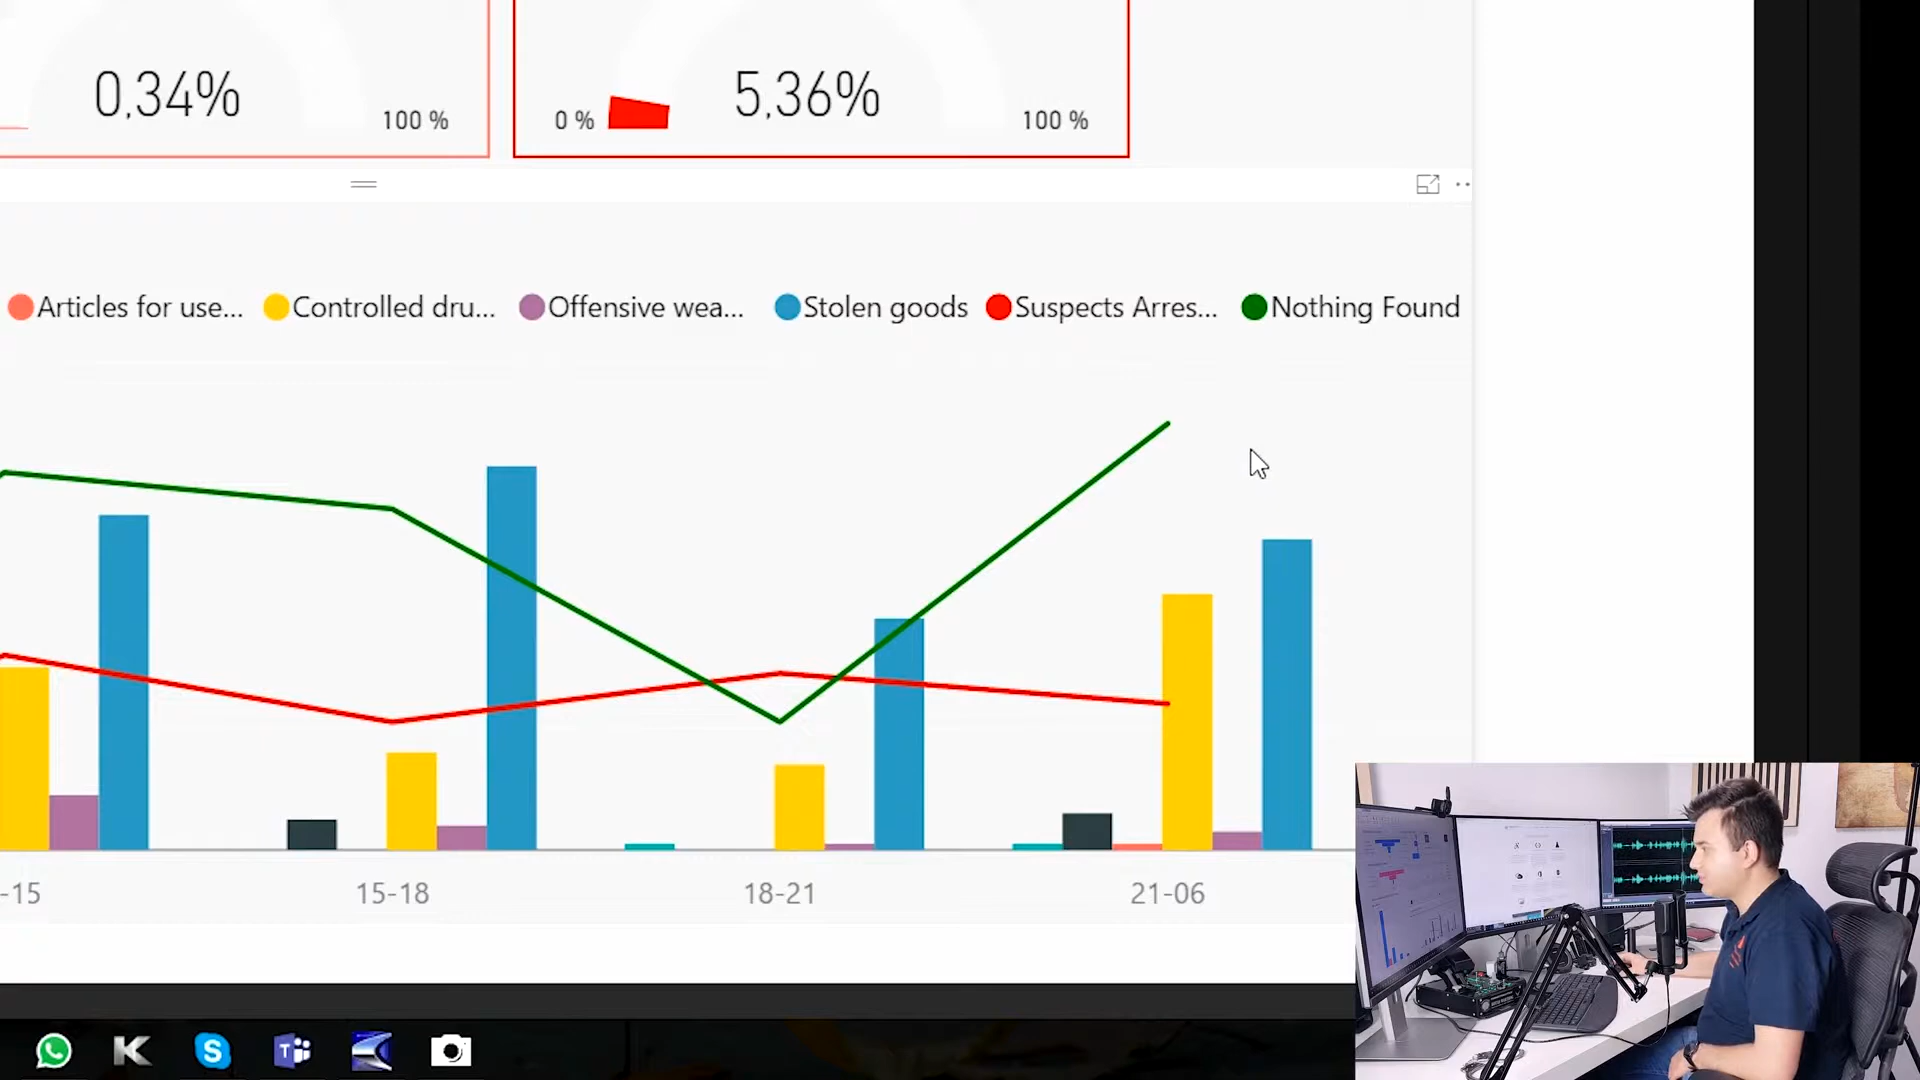 0,34%
100 %
0 %
5,36%
100 %
Articles for use...
Controlled dru...
Offensive wea...
Stolen goods
Suspects Arres...
Nothing Found
-15
15-18
18-21
21-06